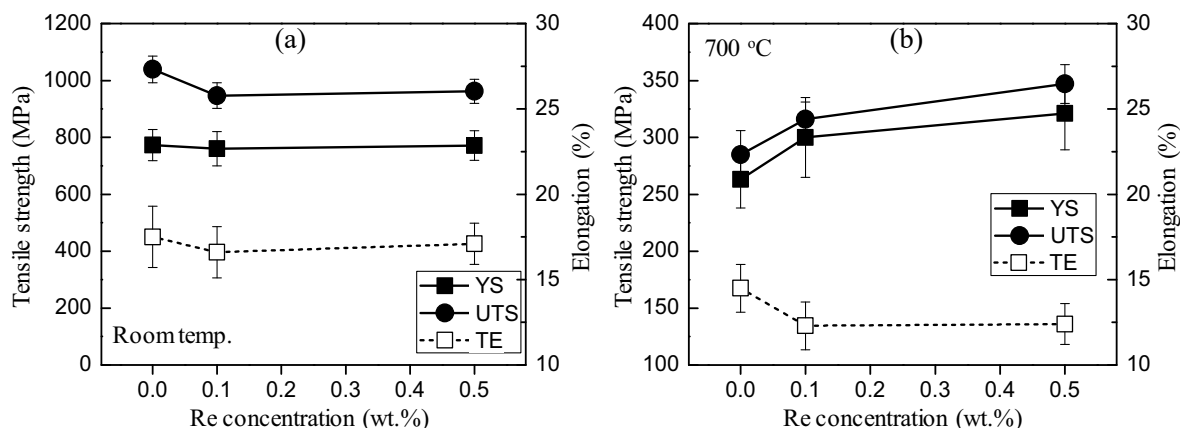 (a)
1200
1000
800
600
400
200
0
Tensile strength (MPa)
30
25
20
15
10
Elongation (%)
YS
UTS
TE
Room temp.
0.0 0.1 0.2 0.3 0.4 0.5
Re concentration (wt.%)
(b)
700 °C
400
350
300
250
200
150
100
Tensile strength (MPa)
30
25
20
15
10
Elongation (%)
YS
UTS
TE
0.0 0.1 0.2 0.3 0.4 0.5
Re concentration (wt.%)